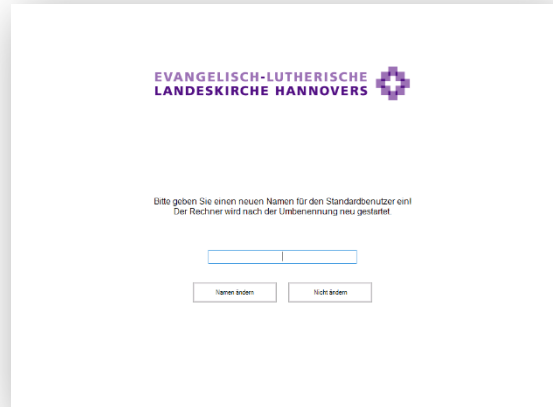 EVANGELISCH-LUTHERISCHE
LANDESKIRCHE HANNOVERS
Bitte geben Sie einen neuen Namen für den Standardbenutzer ein!
Der Rechner wird nach der Umbenennung neu gestartet.
Namen ändern
Nicht ändern